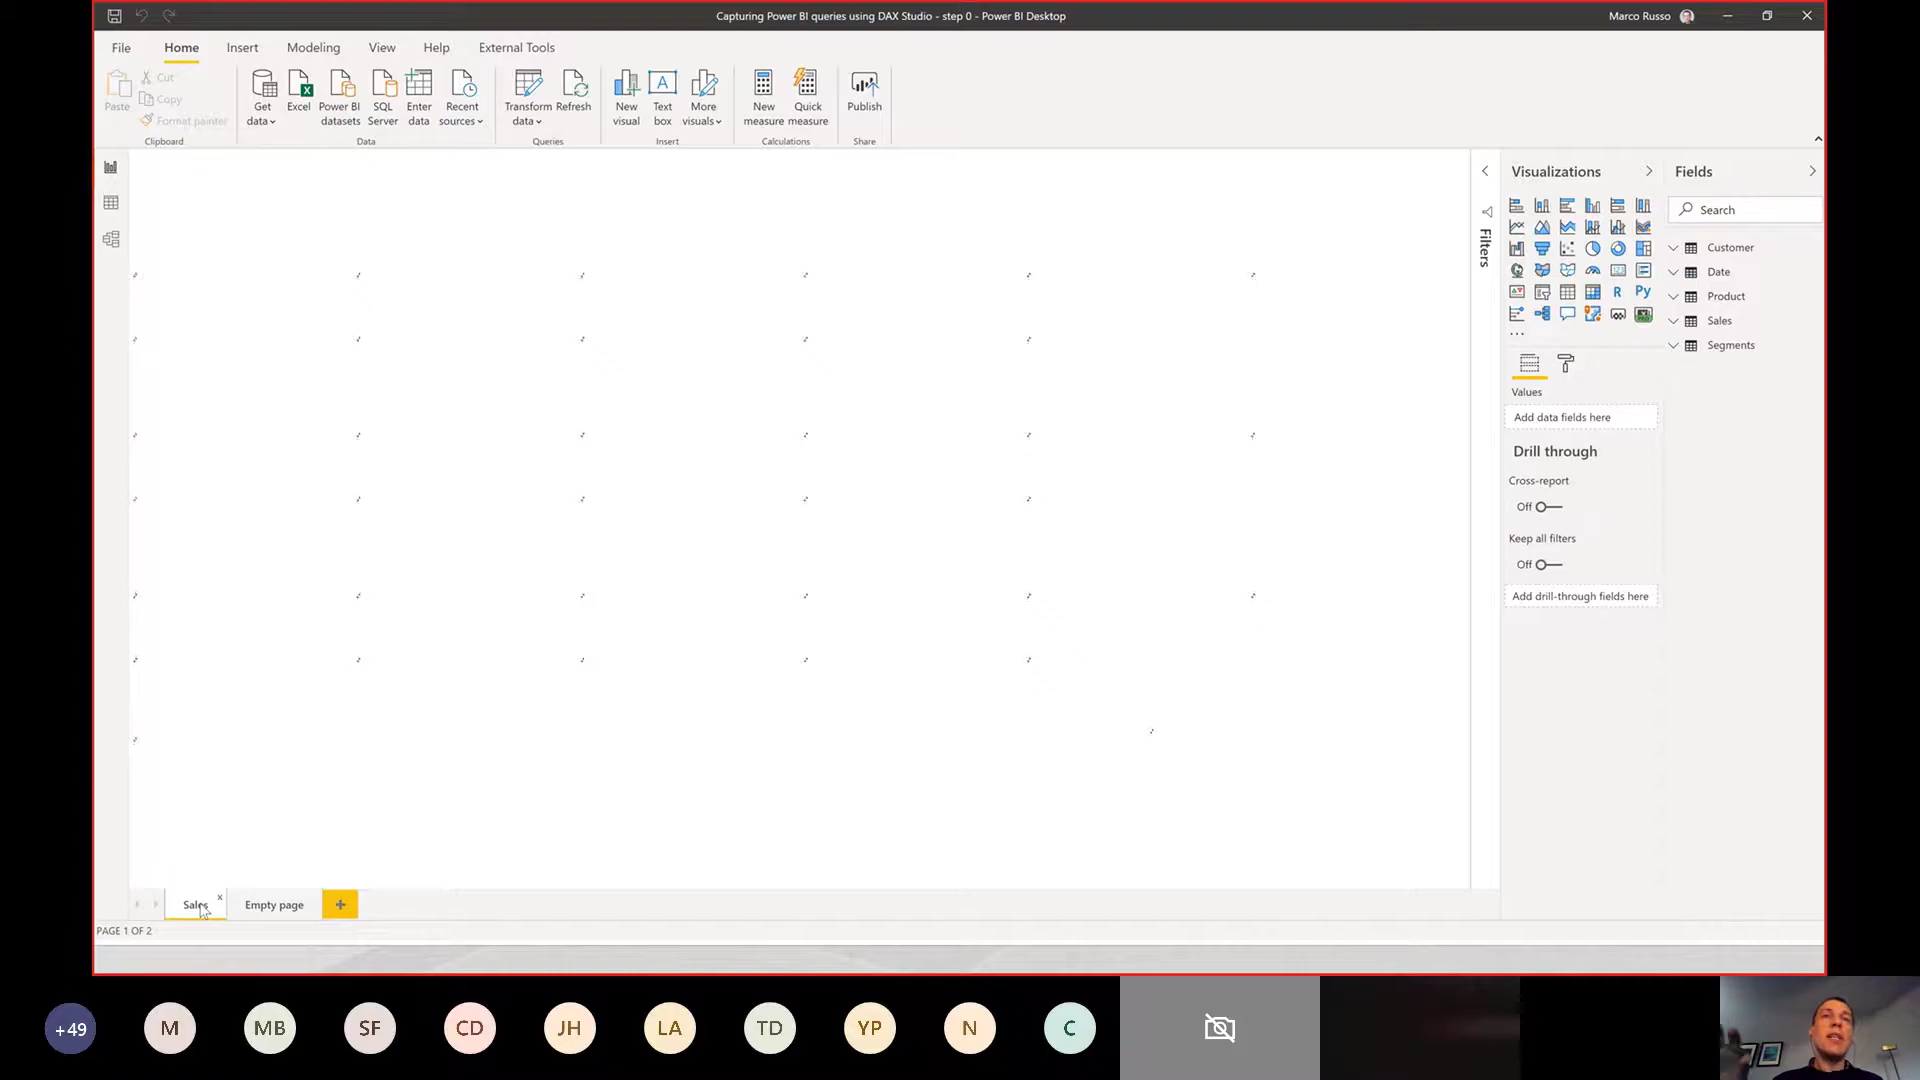 Capturing Power BI queries using DAX Studio - step 0 - Power BI Desktop
Marco Russo
File Home Insert Modeling View Help External Tools
Paste
Cut
Copy
Format painter
Clipboard
Get data
Excel
Power BI datasets
SQL Server
Enter data
Recent sources
Data
Transform data
Refresh
Queries
New visual
Text box
More visuals
Insert
New measure
Quick measure
Calculations
Publish
Share
Filters
Visualizations
R
Py
Values
Add data fields here
Drill through
Cross-report
Off
Keep all filters
Off
Add drill-through fields here
Fields
Search
Customer
Date
Product
Sales
Segments
Sales
Empty page
PAGE 1 OF 2
+49 M MB SF CD JH LA TD YP N C